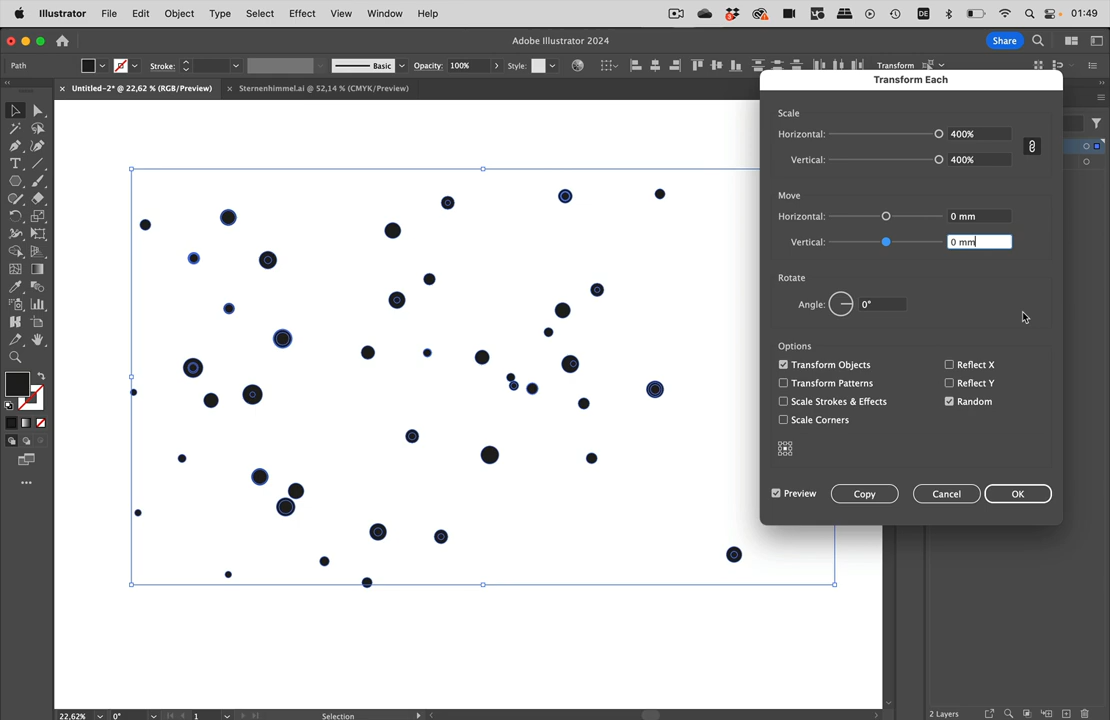 Illustrator File Edit Object Type Select Effect View Window Help
DE
01:49
Adobe Illustrator 2024
Share
Path
Stroke:
Basic
Opacity: 100%
Style:
Transform
× Untitled-2* @ 22,62 % (RGB/Preview)
× Sternenhimmel.ai @ 52,14 % (CMYK/Preview)
Transform Each
Scale
Horizontal: 400%
Vertical: 400%
Move
Horizontal: 0 mm
Vertical: 0 mm
Rotate
Angle: 0°
Options
Transform Objects
Reflect X
Transform Patterns
Reflect Y
Scale Strokes & Effects
Random
Scale Corners
Preview
Copy
Cancel
OK
22,62%
0°
1
Selection
2 Layers